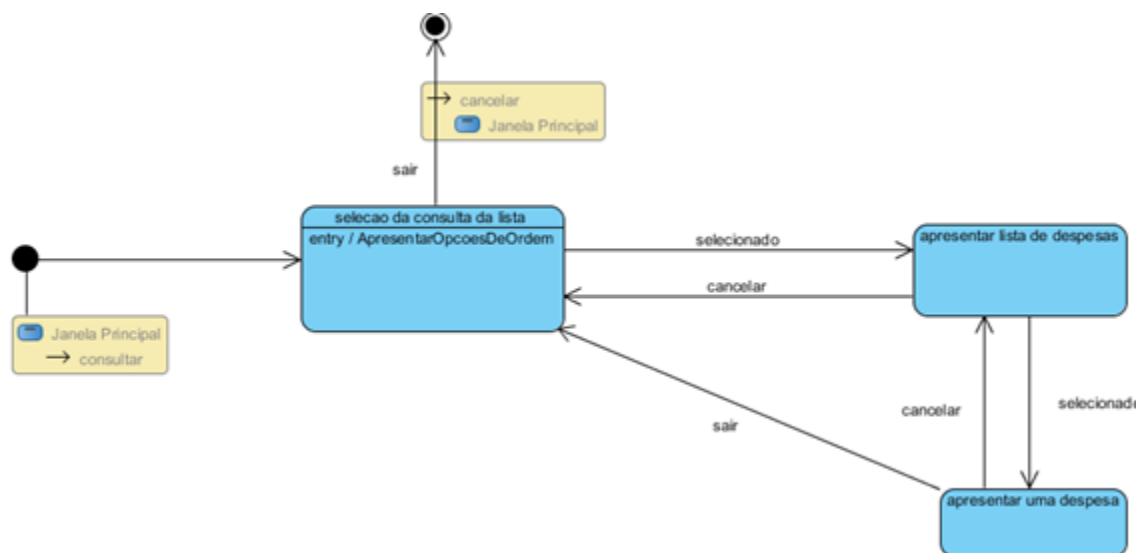 cancelar
Janela Principal
sair
selecao da consulta da lista
entry / ApresentarOpcoesDeOrdem
selecionado
apresentar lista de despesas
cancelar
Janela Principal
consultar
cancelar
selecionado
sair
apresentar uma despesa